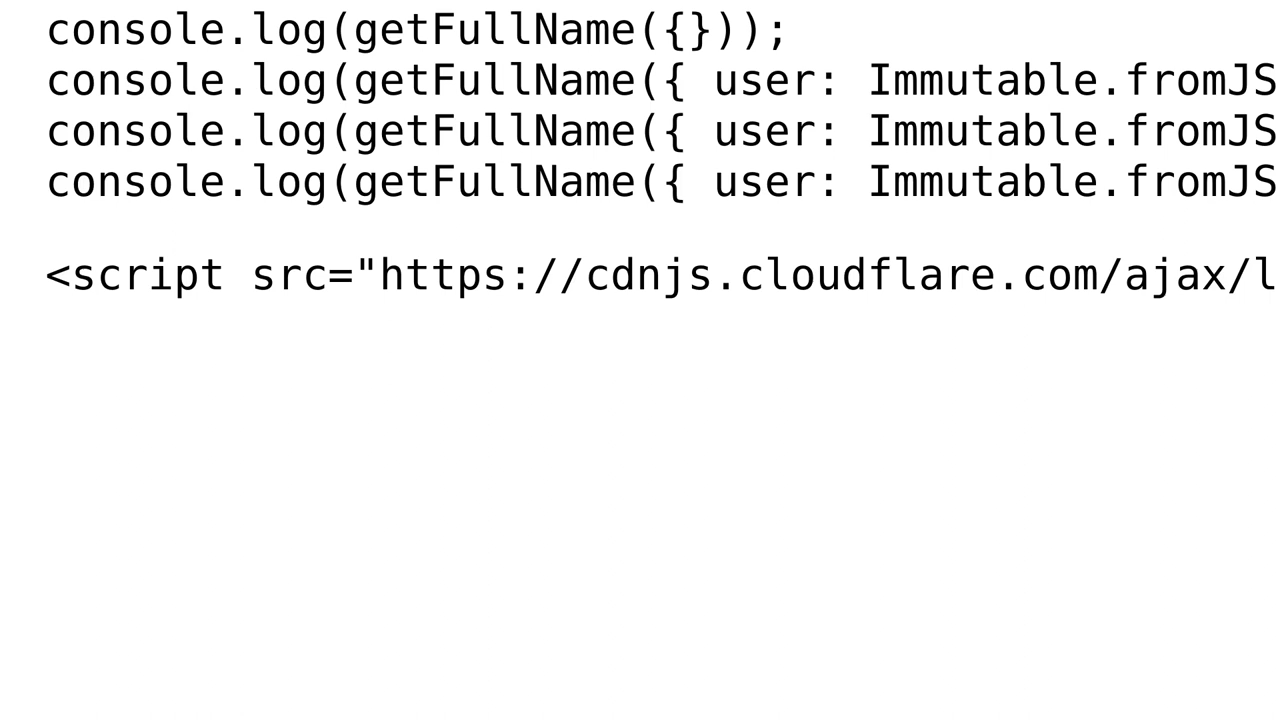 console.log(getFullName({}));
console.log(getFullName({ user: Immutable.fromJS
console.log(getFullName({ user: Immutable.fromJS
console.log(getFullName({ user: Immutable.fromJS
<script src="https://cdnjs.cloudflare.com/ajax/l